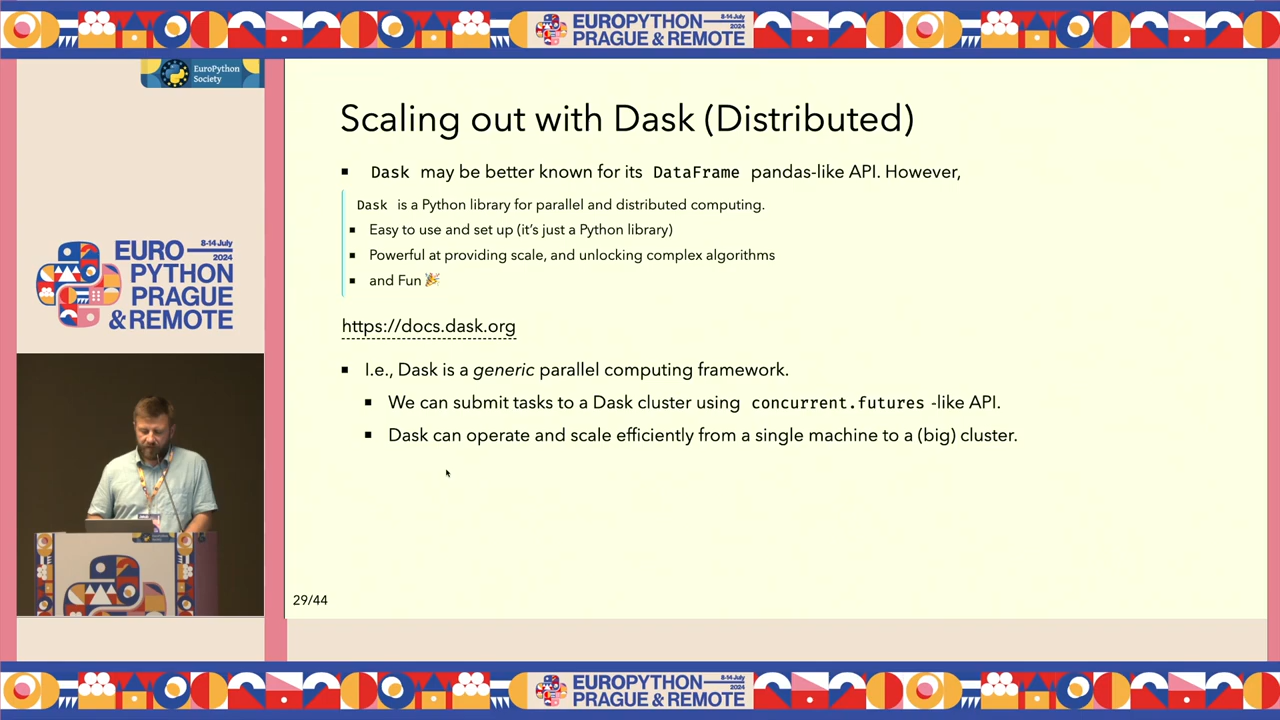 EUROPYTHON 8-14 July 2024
PRAGUE & REMOTE
EuroPython
Society
Scaling out with Dask (Distributed)
▪ Dask may be better known for its DataFrame pandas-like API. However,
Dask is a Python library for parallel and distributed computing.
▪ Easy to use and set up (it's just a Python library)
▪ Powerful at providing scale, and unlocking complex algorithms
▪ and Fun 🎉
https://docs.dask.org
▪ I.e., Dask is a generic parallel computing framework.
▪ We can submit tasks to a Dask cluster using concurrent.futures -like API.
▪ Dask can operate and scale efficiently from a single machine to a (big) cluster.
29/44
EURO 8-14 July
2024
PYTHON
PRAGUE
& REMOTE
EUROPYTHON 8-14 July 2024
PRAGUE & REMOTE